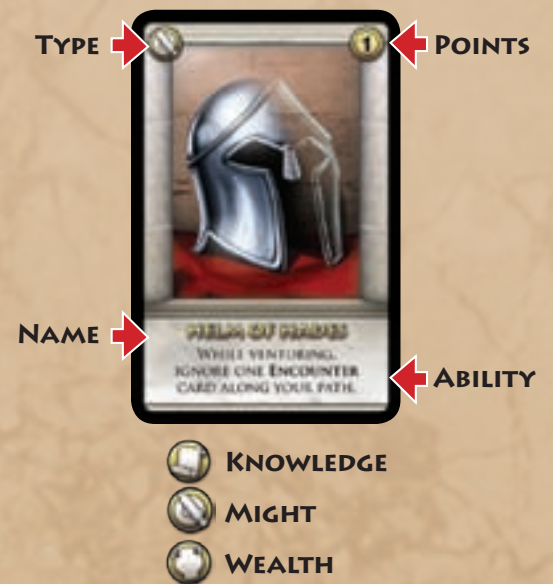 TYPE
1
POINTS
NAME
HELM OF HADES
WHILE VENTURING,
IGNORE ONE ENCOUNTER
CARD ALONG YOUR PATH.
ABILITY
KNOWLEDGE
MIGHT
WEALTH